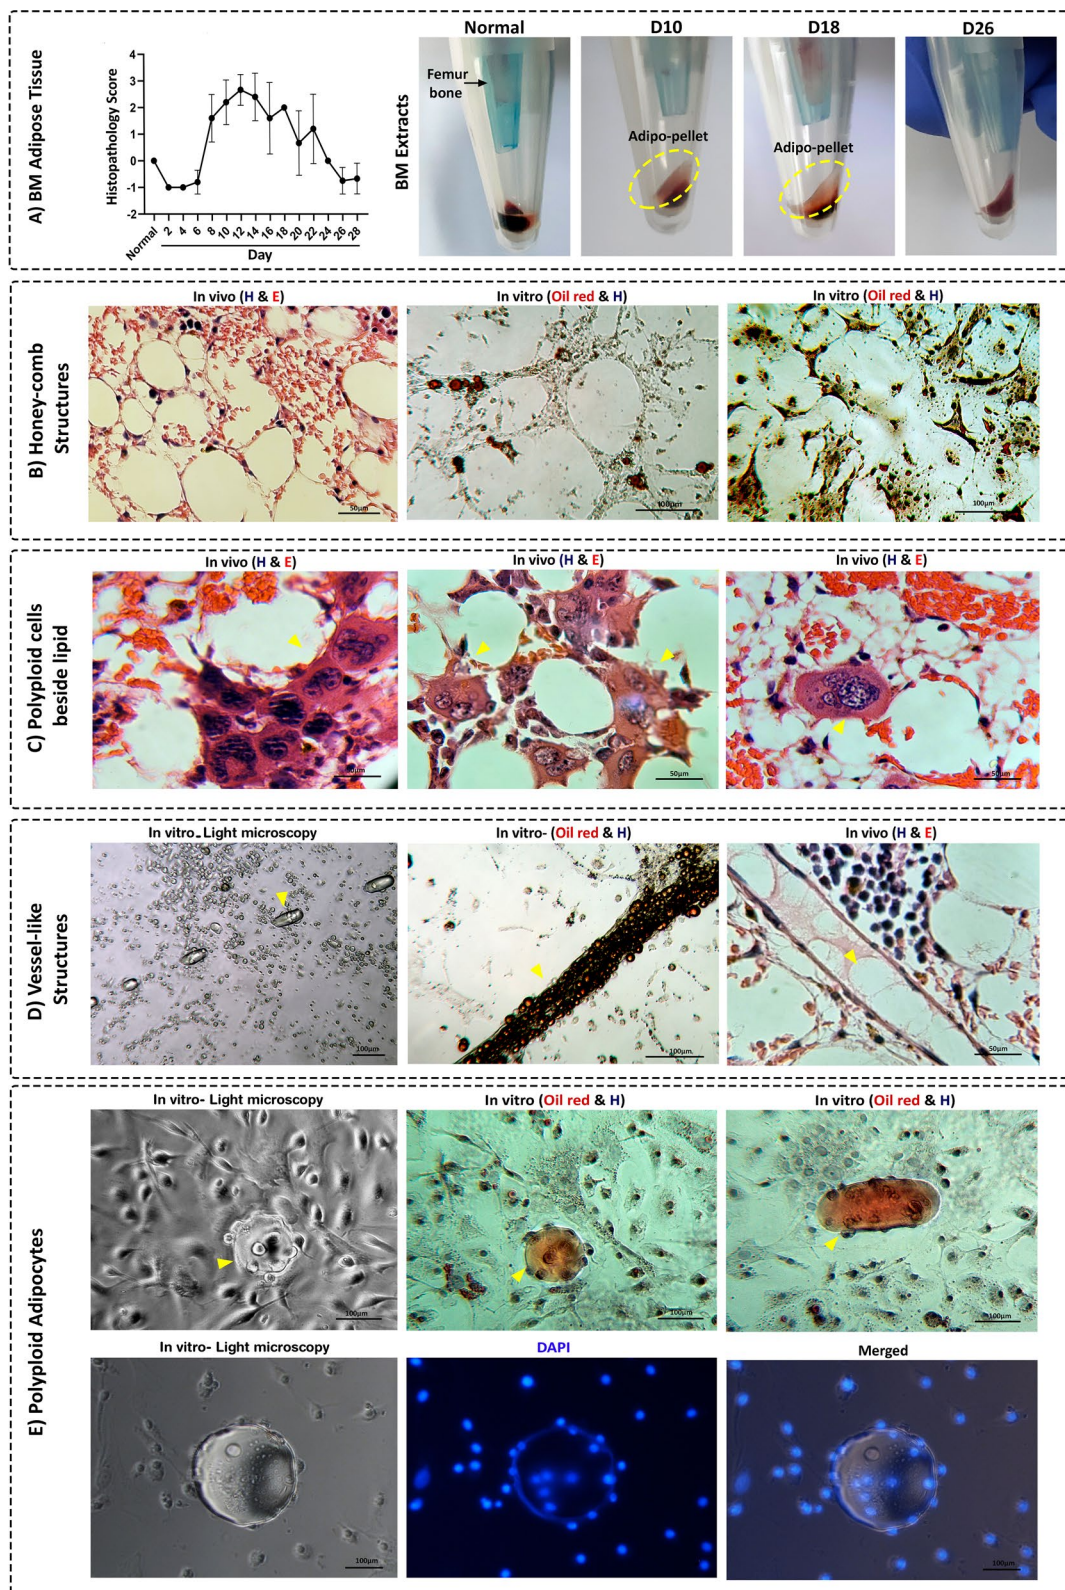 A) BM Adipose Tissue
Histopathology Score
4
3
2
1
0
-1
-2
Normal 2 4 6 8 10 12 14 16 18 20 22 24 26 28
Day
BM Extracts
Normal
D10
D18
D26
Femur
bone
Adipo-pellet
Adipo-pellet
B) Honey-comb
Structures
In vivo (H & E)
50µm
In vitro (Oil red & H)
100µm
In vitro (Oil red & H)
100µm
C) Polyploid cells
beside lipid
In vivo (H & E)
50µm
In vivo (H & E)
50µm
In vivo (H & E)
50µm
D) Vessel-like
Structures
In vitro- Light microscopy
100µm
In vitro- (Oil red & H)
100µm
In vivo (H & E)
50µm
E) Polyploid Adipocytes
In vitro- Light microscopy
100µm
In vitro (Oil red & H)
100µm
In vitro (Oil red & H)
100µm
In vitro- Light microscopy
100µm
DAPI
Merged
100µm